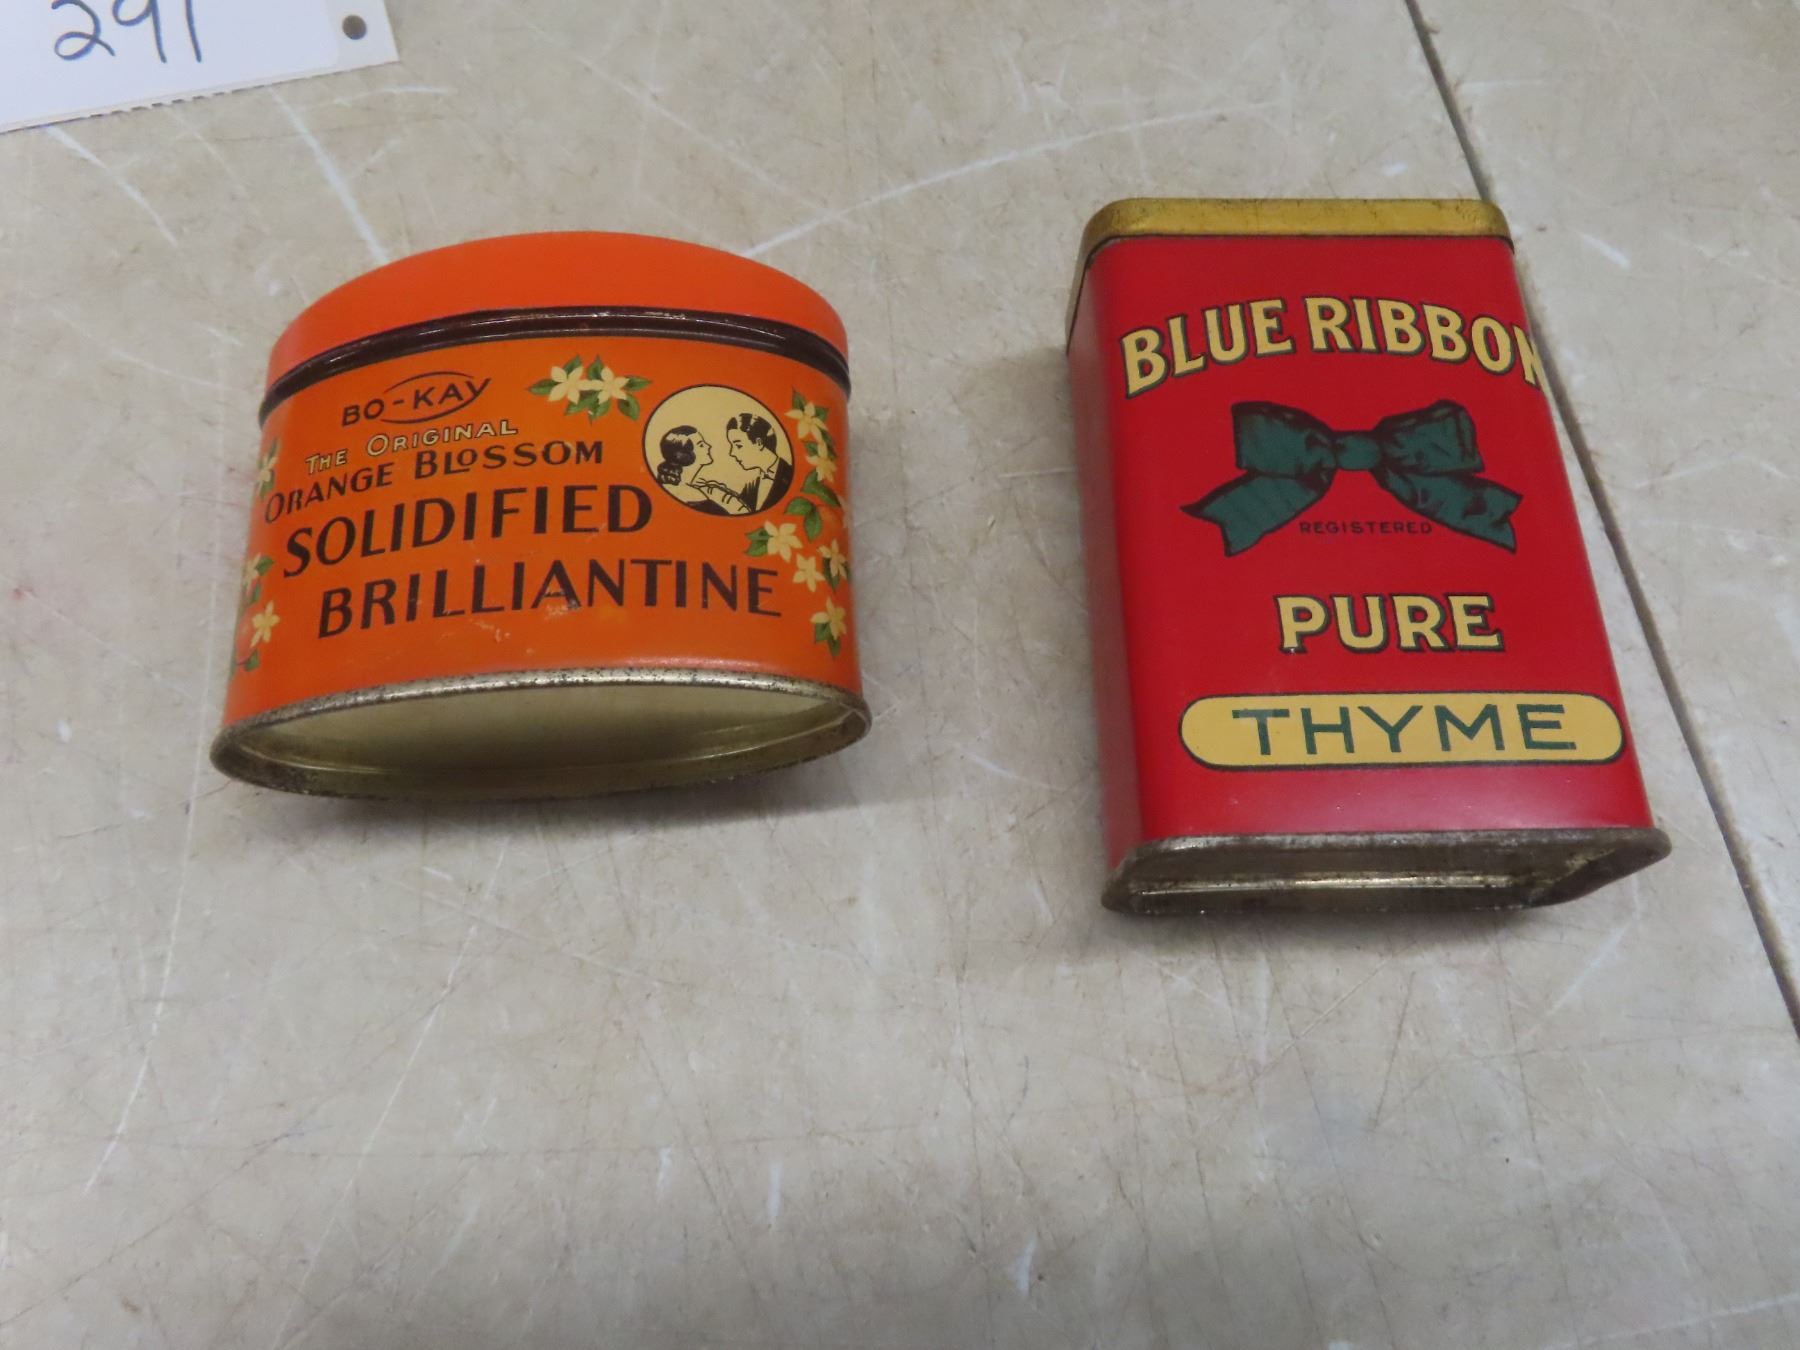 291
BO-KAY
THE ORIGINAL
ORANGE BLOSSOM
SOLIDIFIED
BRILLIANTINE
BLUE RIBBON
REGISTERED
PURE
THYME